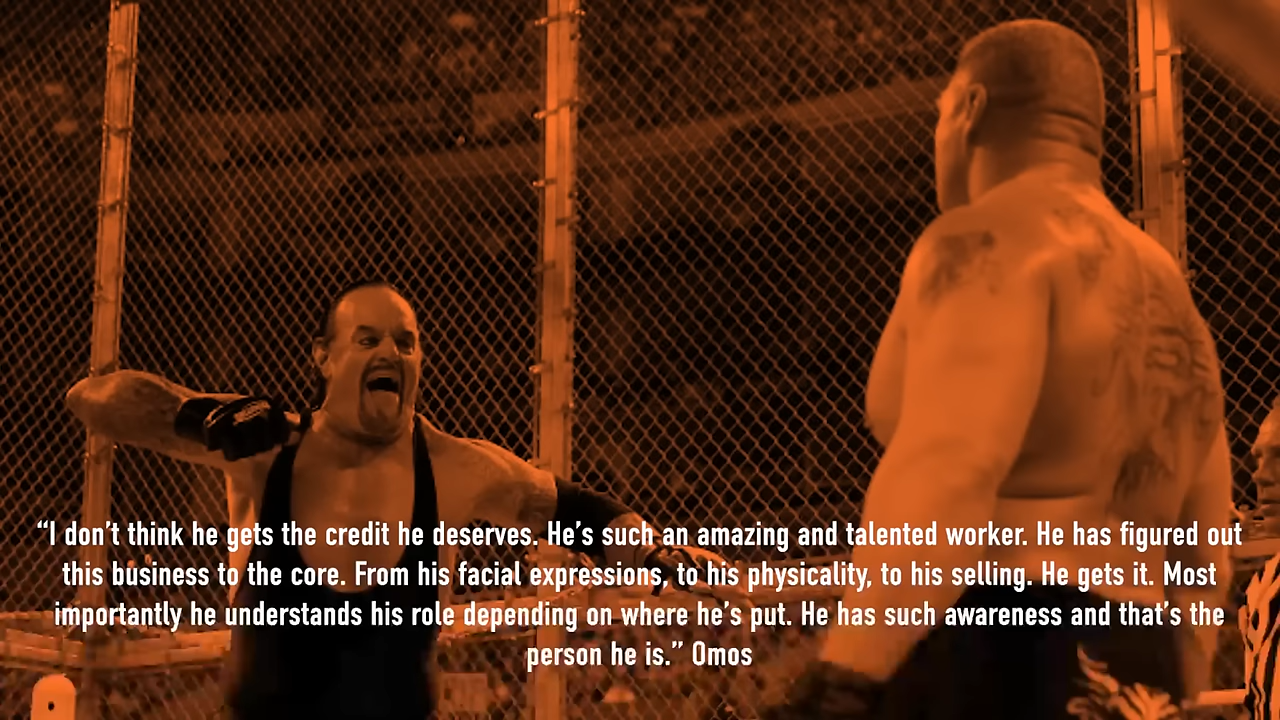 “I don’t think he gets the credit he deserves. He’s such an amazing and talented worker. He has figured out
this business to the core. From his facial expressions, to his physicality, to his selling. He gets it. Most
importantly he understands his role depending on where he’s put. He has such awareness and that’s the
person he is.” Omos